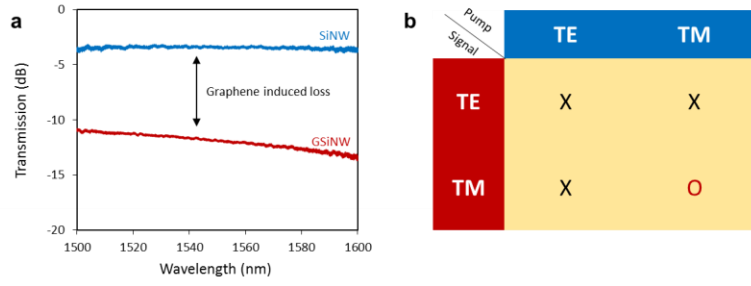 a
0
-5
-10
-15
-20
Transmission (dB)
SiNW
Graphene induced loss
GSiNW
1500 1520 1540 1560 1580 1600
Wavelength (nm)
b
Pump
Signal
TE TM
TE X X
TM X O